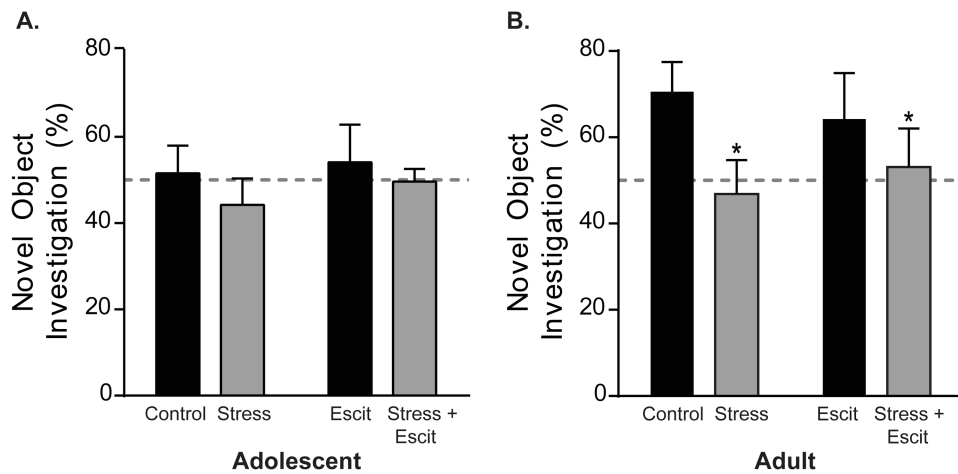 A.
Novel Object
Investigation (%)
80
60
40
20
0
Control Stress Escit Stress +
Escit
Adolescent
B.
Novel Object
Investigation (%)
80
60
40
20
0
*
*
Control Stress Escit Stress +
Escit
Adult